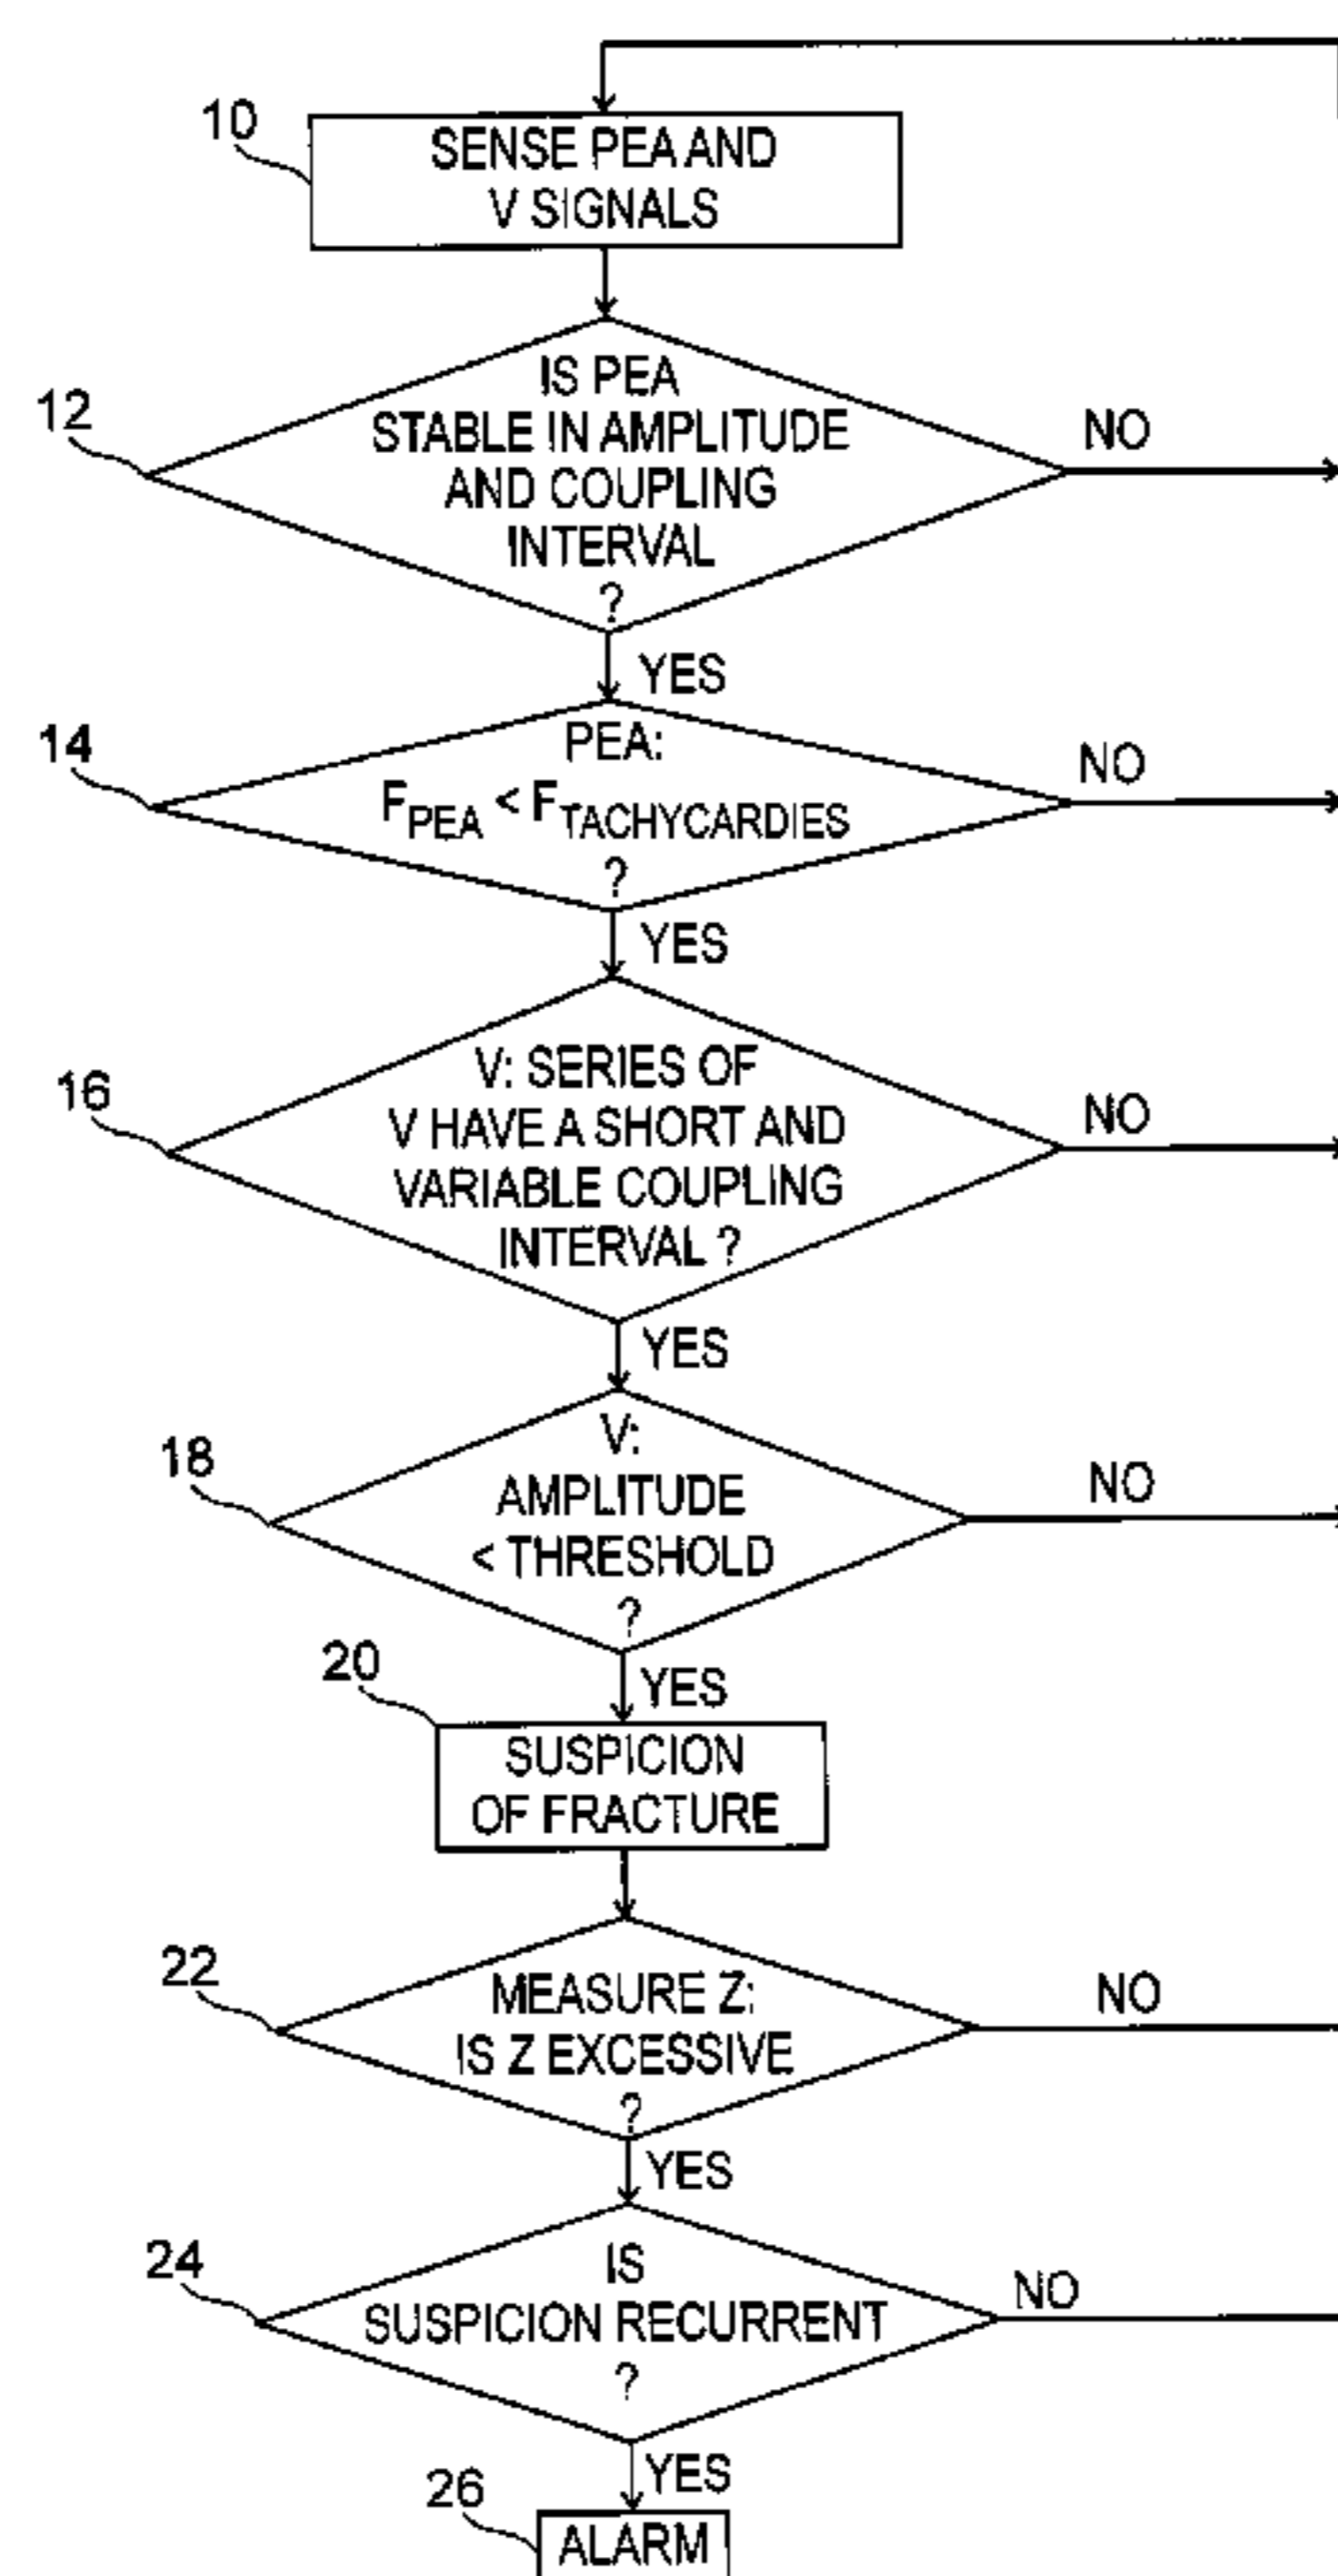 10
SENSE PEA AND
V SIGNALS
12
IS PEA
STABLE IN AMPLITUDE
AND COUPLING
INTERVAL
?
NO
YES
14
PEA:
F_PEA < F_TACHYCARDIES
?
NO
YES
16
V: SERIES OF
V HAVE A SHORT AND
VARIABLE COUPLING
INTERVAL ?
NO
YES
18
V:
AMPLITUDE
< THRESHOLD
?
NO
YES
20
SUSPICION
OF FRACTURE
22
MEASURE Z:
IS Z EXCESSIVE
?
NO
YES
24
IS
SUSPICION RECURRENT
?
NO
YES
26
ALARM